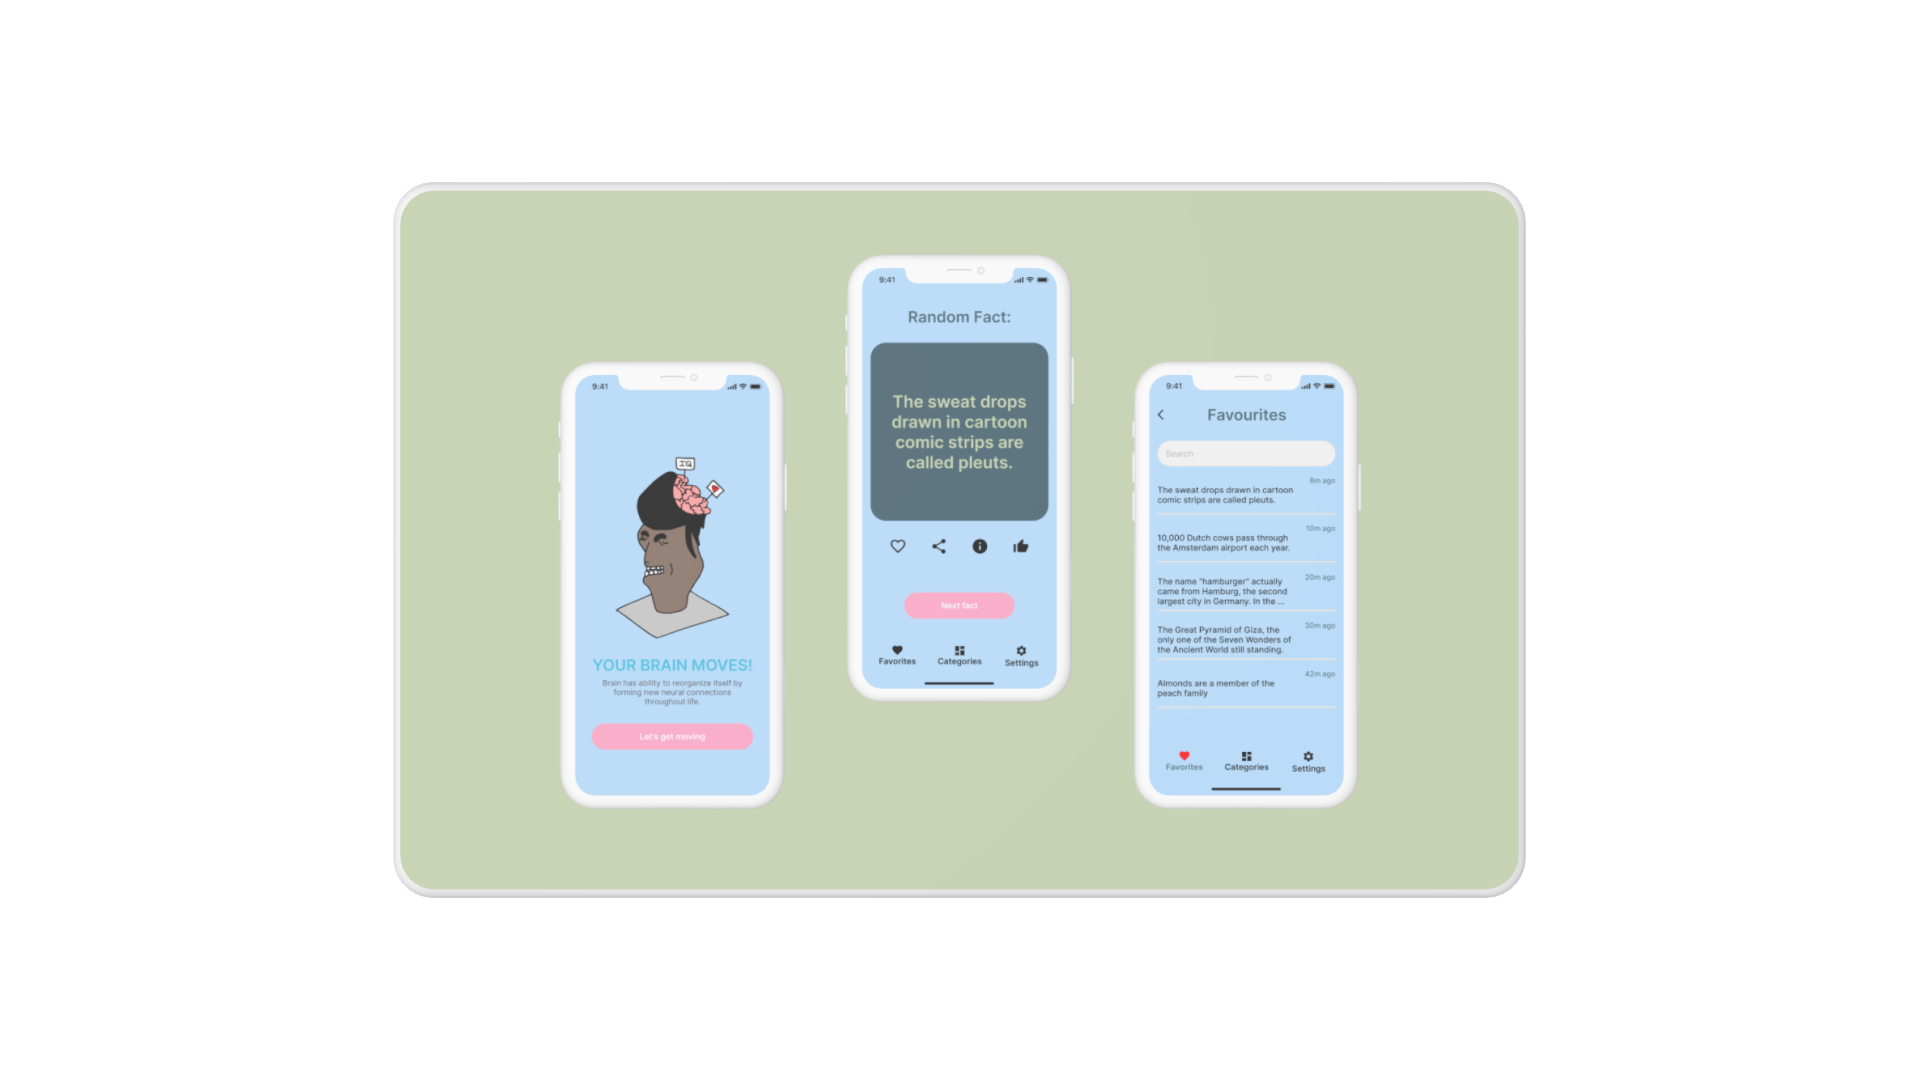 9:41
IQ
YOUR BRAIN MOVES!
Brain has ability to reorganize itself by
forming new neural connections
throughout life.
Let's get moving
9:41
Random Fact:
The sweat drops
drawn in cartoon
comic strips are
called pleuts.
Next fact
Favorites
Categories
Settings
9:41
Favourites
Search
8m ago
The sweat drops drawn in cartoon
comic strips are called pleuts.
10m ago
10,000 Dutch cows pass through
the Amsterdam airport each year.
20m ago
The name "hamburger" actually
came from Hamburg, the second
largest city in Germany. In the ...
30m ago
The Great Pyramid of Giza, the
only one of the Seven Wonders of
the Ancient World still standing.
42m ago
Almonds are a member of the
peach family
Favorites
Categories
Settings